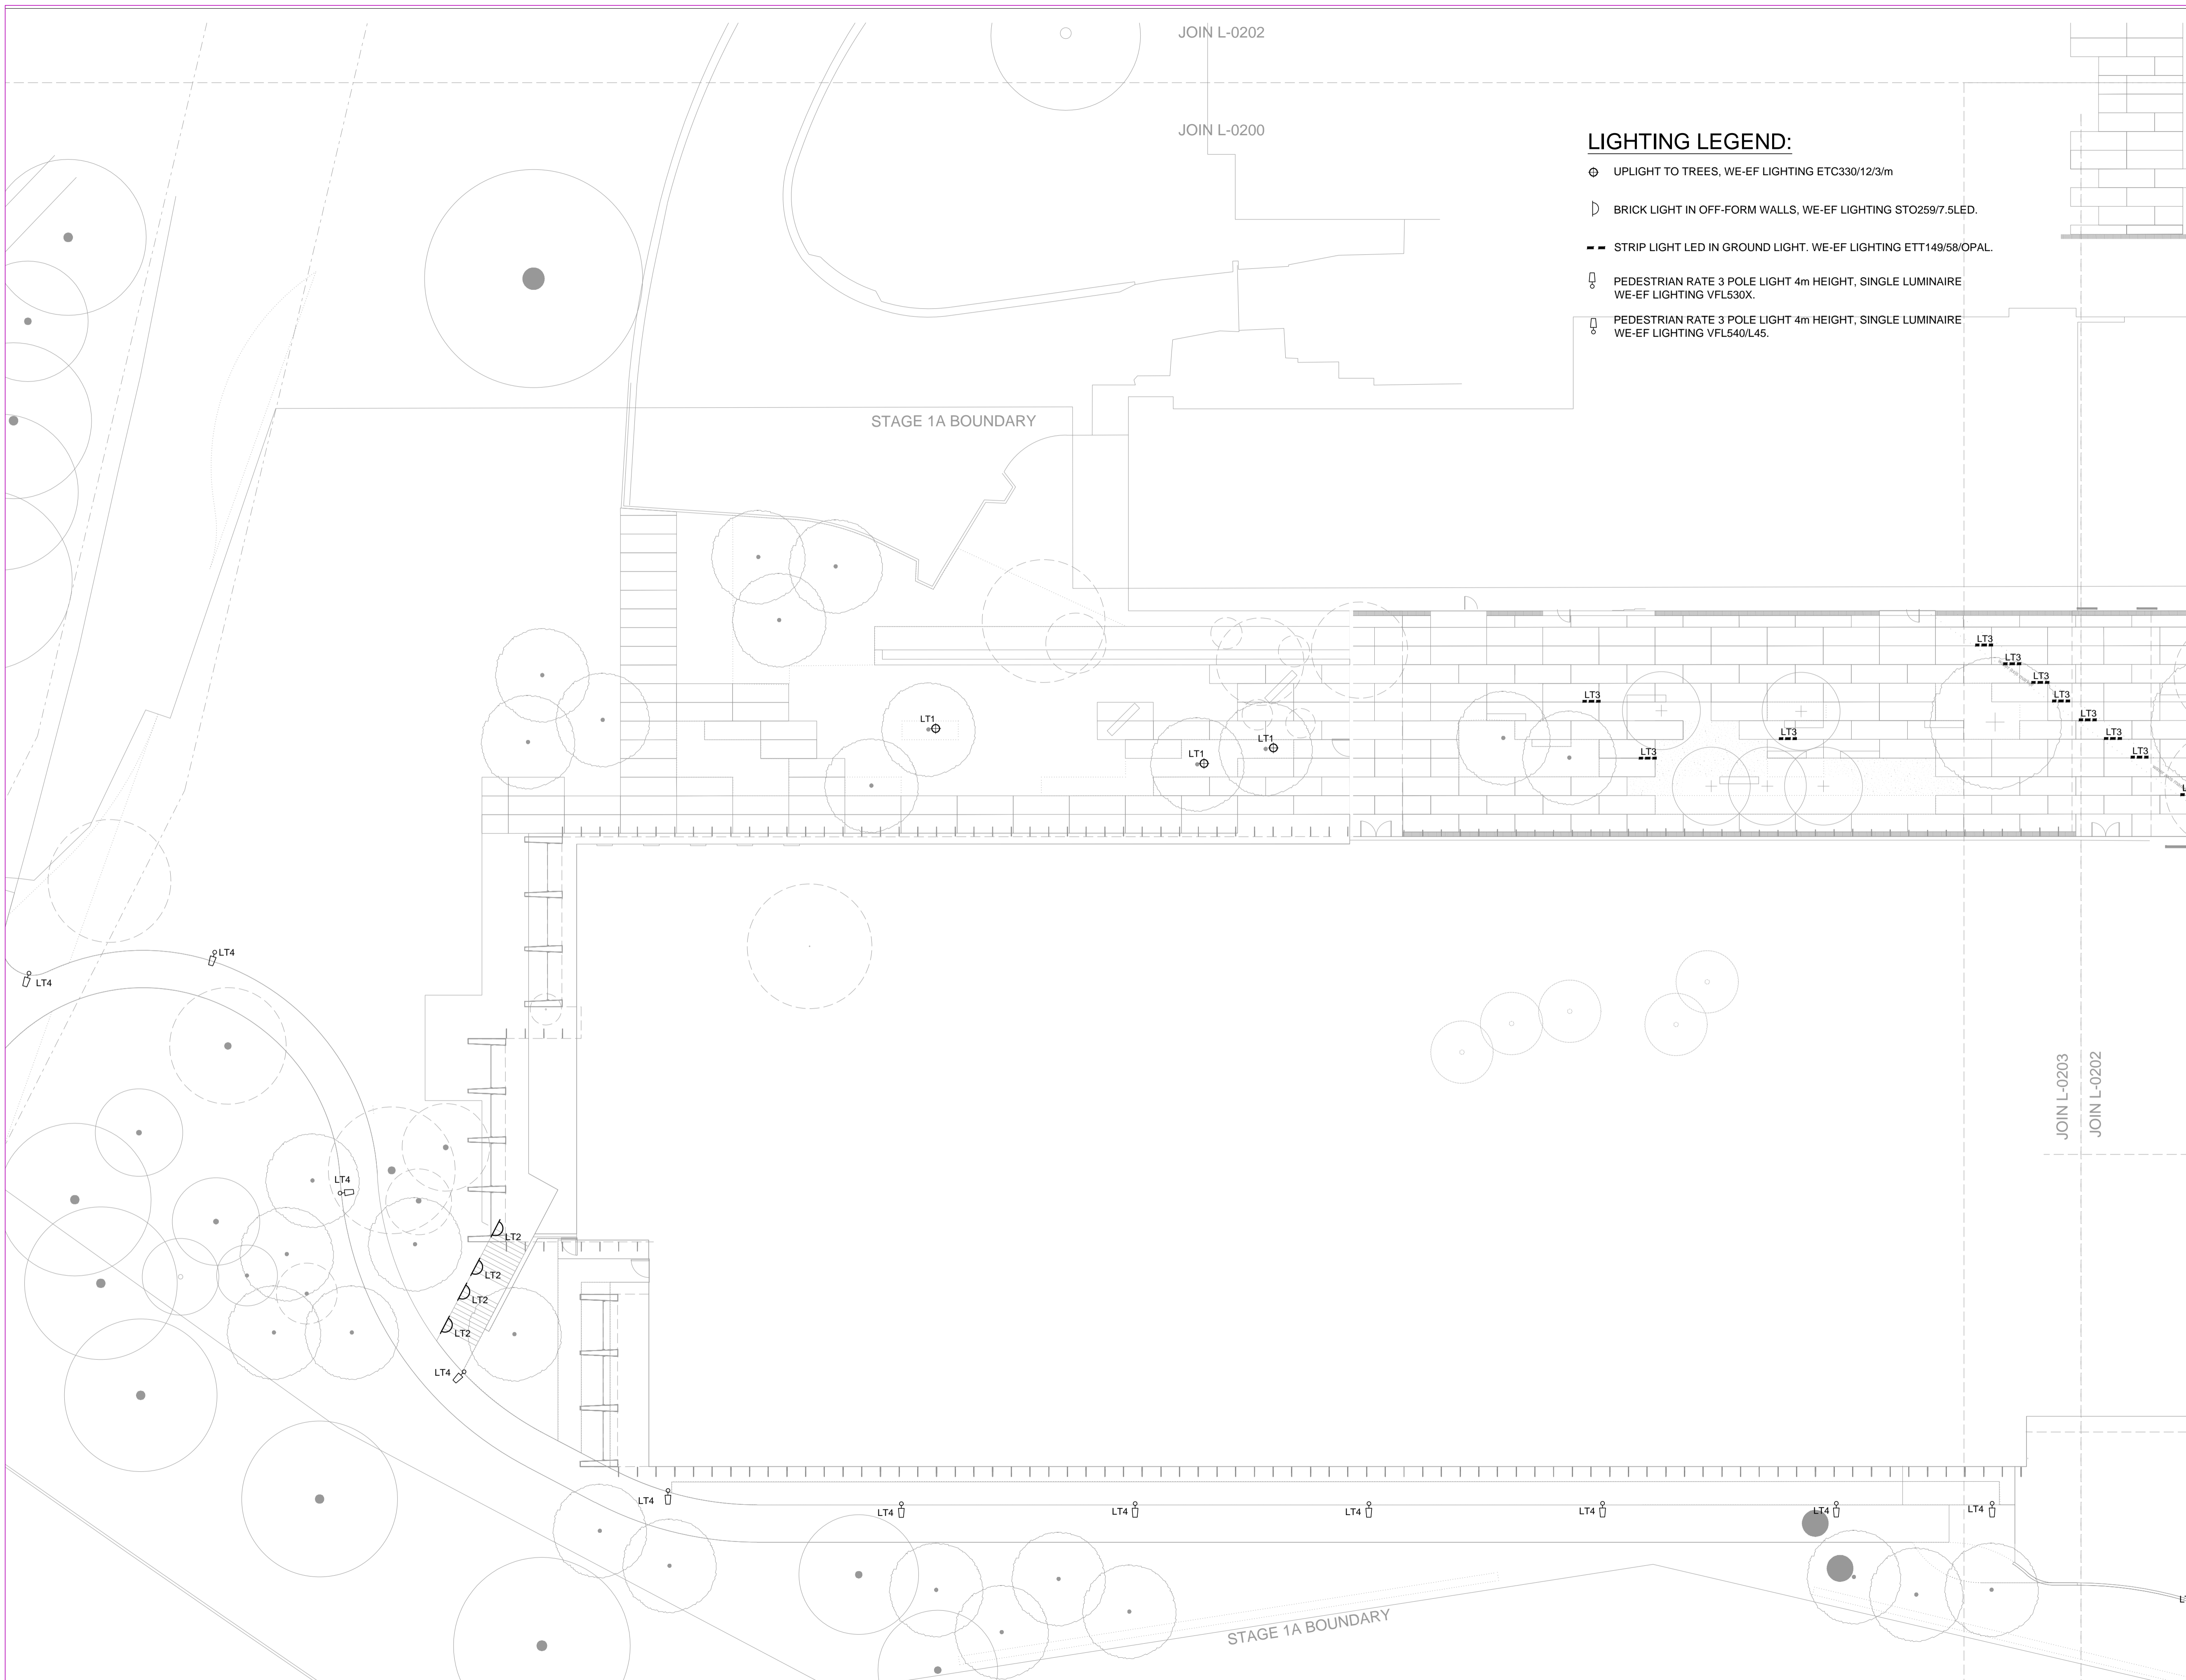 JOIN L-0202
JOIN L-0200
LIGHTING LEGEND:
UPLIGHT TO TREES, WE-EF LIGHTING ETC330/12/3/m
BRICK LIGHT IN OFF-FORM WALLS, WE-EF LIGHTING STO259/7.5LED.
STRIP LIGHT LED IN GROUND LIGHT. WE-EF LIGHTING ETT149/58/OPAL.
PEDESTRIAN RATE 3 POLE LIGHT 4m HEIGHT, SINGLE LUMINAIRE
WE-EF LIGHTING VFL530X.
PEDESTRIAN RATE 3 POLE LIGHT 4m HEIGHT, SINGLE LUMINAIRE
WE-EF LIGHTING VFL540/L45.
STAGE 1A BOUNDARY
LT3
LT3
LT3
LT3
LT3
LT3
LT3
LT3
LT3
LT3
LT1
LT1
LT1
LT4
LT4
JOIN L-0203
JOIN L-0202
LT4
LT2
LT2
LT2
LT2
LT4
LT4
LT4
LT4
LT4
LT4
LT4
LT4
STAGE 1A BOUNDARY